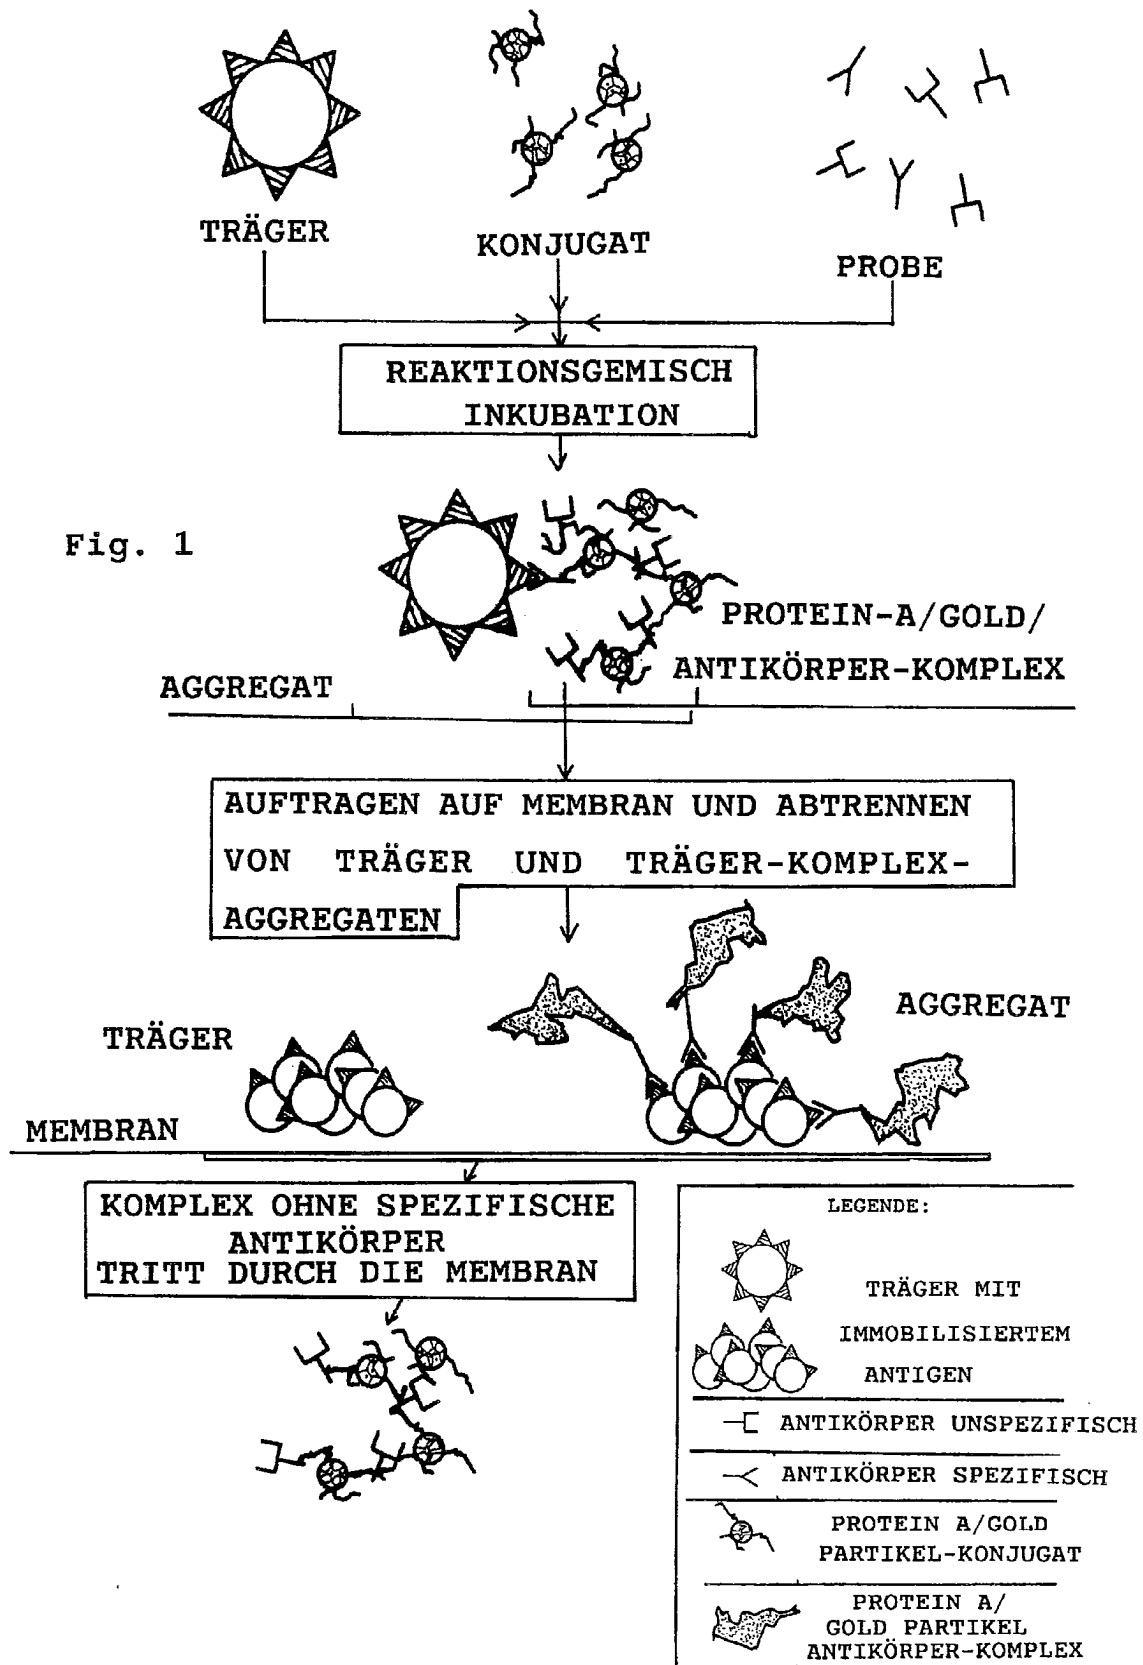 TRÄGER
KONJUGAT
PROBE
REAKTIONSGEMISCH
INKUBATION
Fig. 1
PROTEIN-A/GOLD/
ANTIKÖRPER-KOMPLEX
AGGREGAT
AUFTRAGEN AUF MEMBRAN UND ABTRENNEN
VON TRÄGER UND TRÄGER-KOMPLEX-
AGGREGATEN
AGGREGAT
TRÄGER
MEMBRAN
KOMPLEX OHNE SPEZIFISCHE
ANTIKÖRPER
TRITT DURCH DIE MEMBRAN
LEGENDE:
TRÄGER MIT
IMMOBILISIERTEM
ANTIGEN
ANTIKÖRPER UNSPEZIFISCH
ANTIKÖRPER SPEZIFISCH
PROTEIN A/GOLD
PARTIKEL-KONJUGAT
PROTEIN A/
GOLD PARTIKEL
ANTIKÖRPER-KOMPLEX